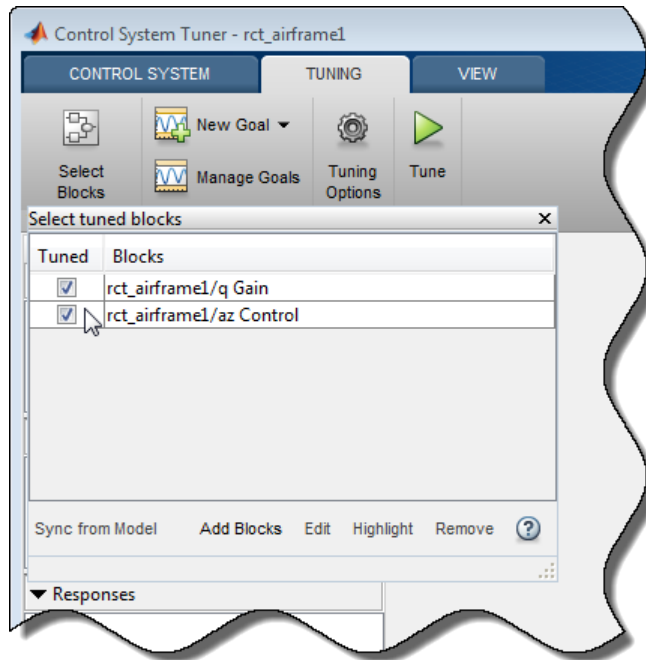 Control System Tuner - rct_airframe1
CONTROL SYSTEM TUNING VIEW
New Goal
Select Blocks
Manage Goals
Tuning Options
Tune
Select tuned blocks x
Tuned Blocks
rct_airframe1/q Gain
rct_airframe1/az Control
Sync from Model Add Blocks Edit Highlight Remove ?
Responses